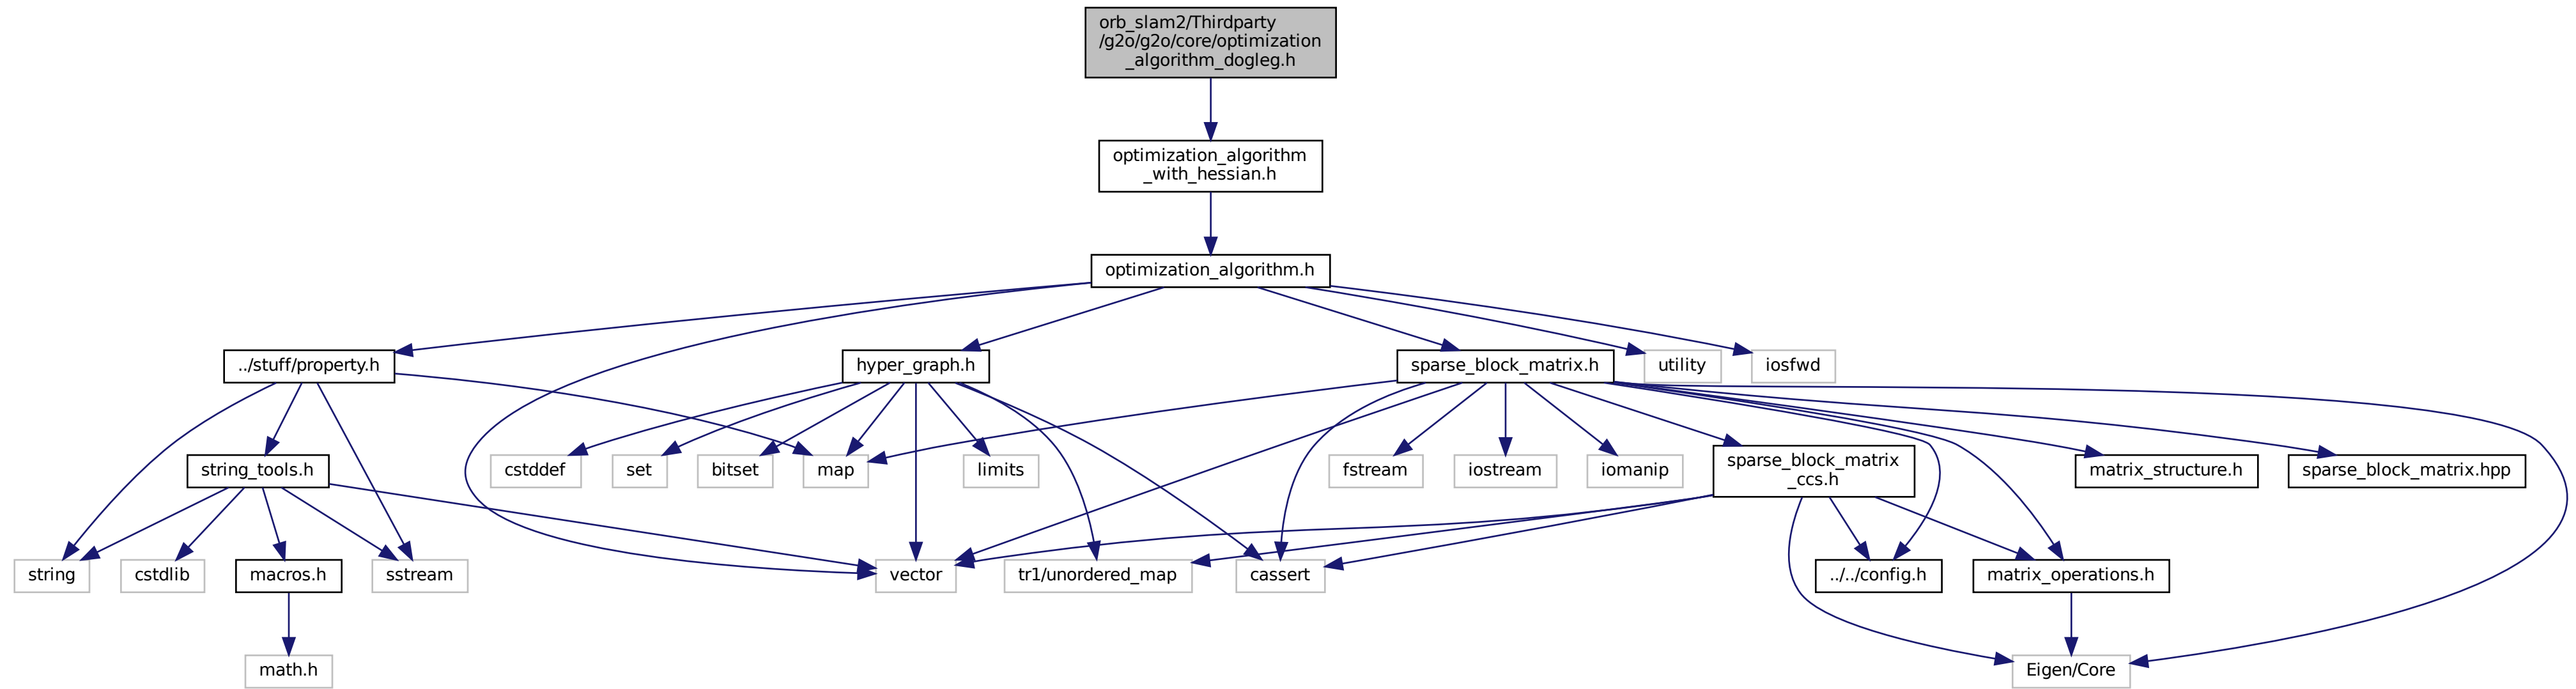 orb_slam2/Thirdparty
/g2o/g2o/core/optimization
_algorithm_dogleg.h
optimization_algorithm
_with_hessian.h
optimization_algorithm.h
../stuff/property.h
hyper_graph.h
sparse_block_matrix.h
utility
iosfwd
string_tools.h
cstddef
set
bitset
map
limits
fstream
iostream
iomanip
sparse_block_matrix
_ccs.h
matrix_structure.h
sparse_block_matrix.hpp
string
cstdlib
macros.h
sstream
vector
tr1/unordered_map
cassert
../../config.h
matrix_operations.h
math.h
Eigen/Core